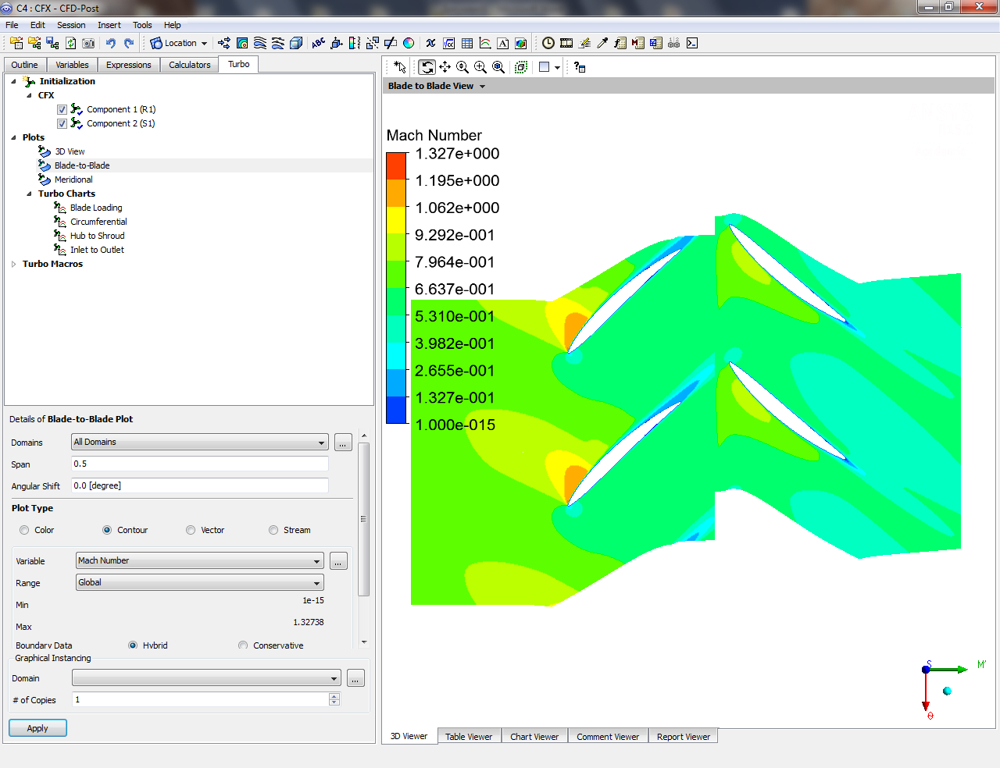 C4 : CFX - CFD-Post
File Edit Session Insert Tools Help
Location
Outline Variables Expressions Calculators Turbo
Initialization
CFX
Component 1 (R1)
Component 2 (S1)
Plots
3D View
Blade-to-Blade
Meridional
Turbo Charts
Blade Loading
Circumferential
Hub to Shroud
Inlet to Outlet
Turbo Macros
Details of Blade-to-Blade Plot
Domains All Domains ...
Span 0.5
Angular Shift 0.0 [degree]
Plot Type
Color Contour Vector Stream
Variable Mach Number ...
Range Global
Min 1e-15
Max 1.32738
Boundary Data Hybrid Conservative
Graphical Instancing
Domain ...
# of Copies 1
Apply
Blade to Blade View
Mach Number
1.327e+000
1.195e+000
1.062e+000
9.292e-001
7.964e-001
6.637e-001
5.310e-001
3.982e-001
2.655e-001
1.327e-001
1.000e-015
S
M'
θ
3D Viewer Table Viewer Chart Viewer Comment Viewer Report Viewer